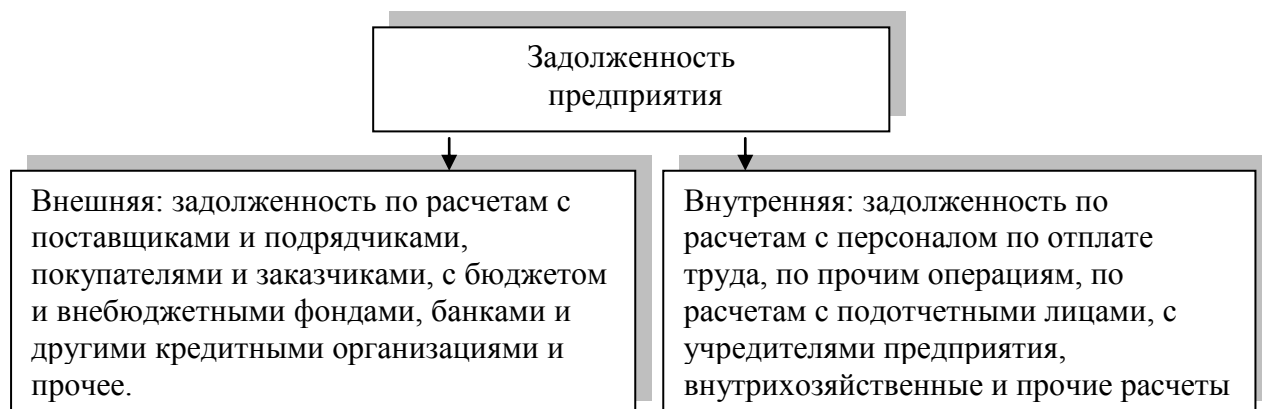 Задолженность
предприятия
Внешняя: задолженность по расчетам с
поставщиками и подрядчиками,
покупателями и заказчиками, с бюджетом
и внебюджетными фондами, банками и
другими кредитными организациями и
прочее.
Внутренняя: задолженность по
расчетам с персоналом по отплате
труда, по прочим операциям, по
расчетам с подотчетными лицами, с
учредителями предприятия,
внутрихозяйственные и прочие расчеты